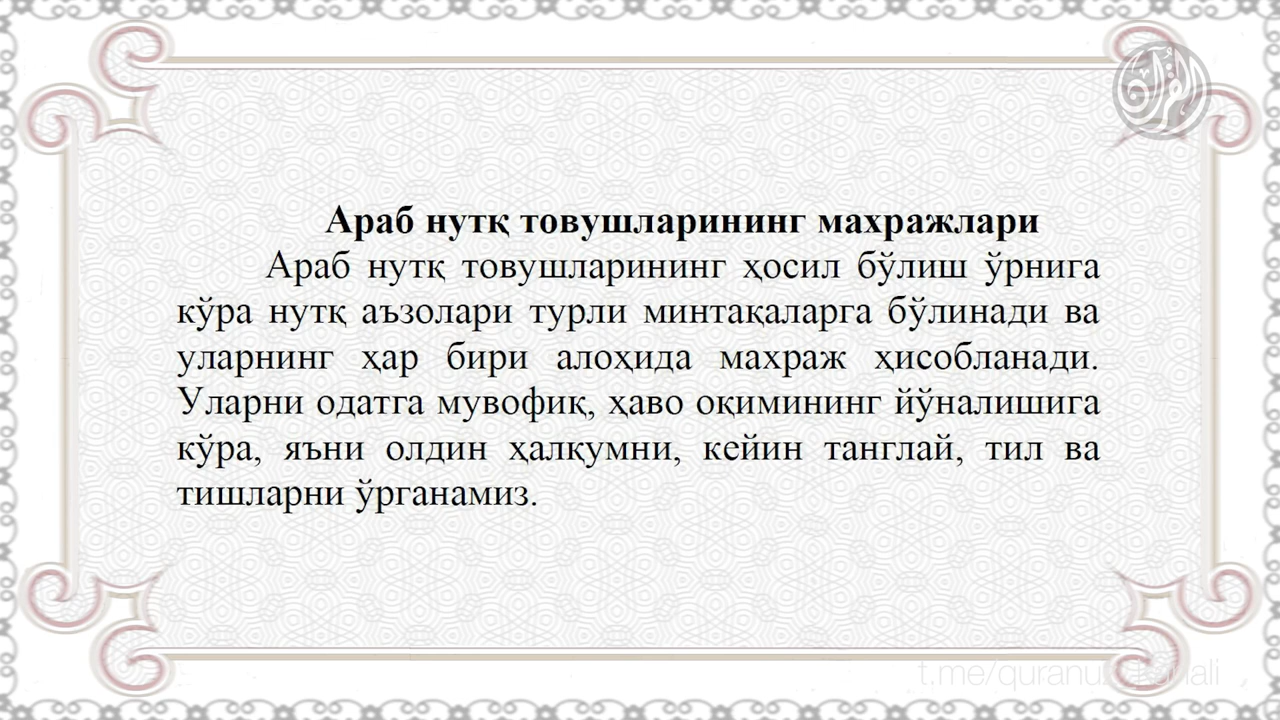 القرآن
Араб нутқ товушларининг махражлари
Араб нутқ товушларининг ҳосил бўлиш ўрнига
кўра нутқ аъзолари турли минтақаларга бўлинади ва
уларнинг ҳар бири алоҳида махраж ҳисобланади.
Уларни одатга мувофиқ, ҳаво оқимининг йўналишига
кўра, яъни олдин ҳалқумни, кейин танглай, тил ва
тишларни ўрганамиз.